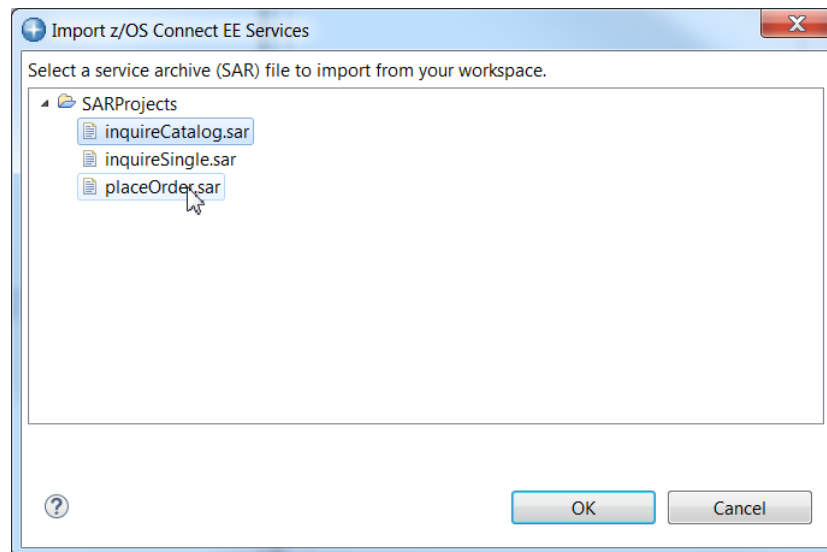 Import z/OS Connect EE Services
Select a service archive (SAR) file to import from your workspace.
SARProjects
inquireCatalog.sar
inquireSingle.sar
placeOrder.sar
OK
Cancel